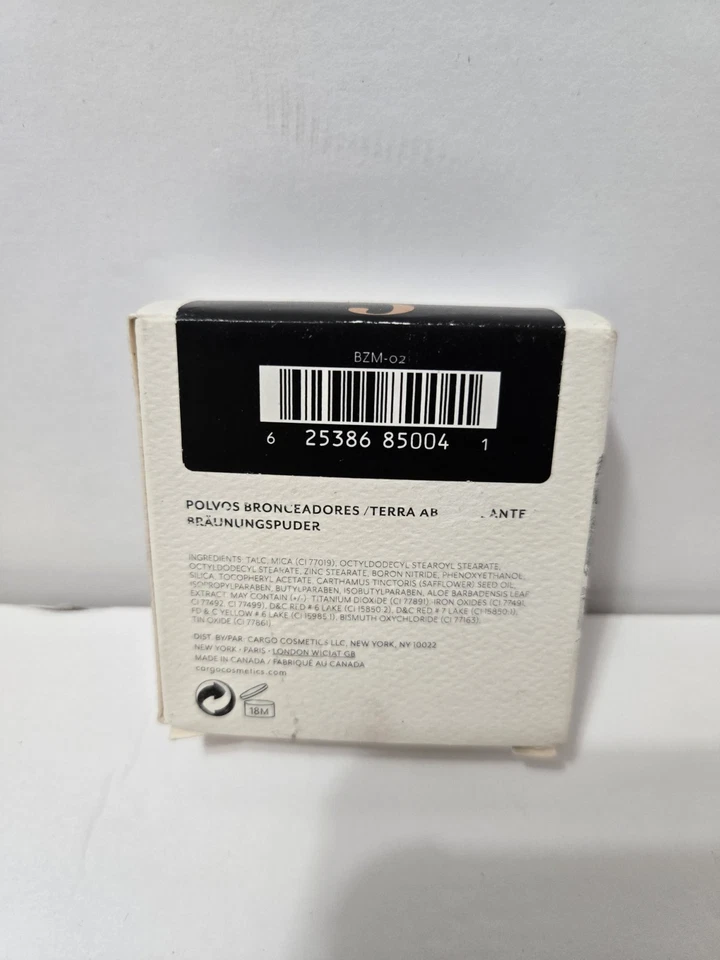 BZM-02
6 25386 85004 1
POLVOS BRONCEADORES /TERRA AB ANTE
BRÄUNUNGSPUDER
INGREDIENTS: TALC, MICA (CI 77019), OCTYLDODECYL STEAROYL STEARATE,
OCTYLDODECYL STEARATE, ZINC STEARATE, BORON NITRIDE, PHENOXYETHANOL,
SILICA, TOCOPHERYL ACETATE, CARTHAMUS TINCTORIS (SAFFLOWER) SEED OIL,
ISOPROPYLPARABEN, BUTYLPARABEN, ISOBUTYLPARABEN, ALOE BARBADENSIS LEAF
EXTRACT. MAY CONTAIN (+/-): TITANIUM DIOXIDE (CI 77891), IRON OXIDES (CI 77491,
CI 77492, CI 77499), D&C RED # 6 LAKE (CI 15850:2), D&C RED # 7 LAKE (CI 15850:1),
FD & C YELLOW # 6 LAKE (CI 15985:1), BISMUTH OXYCHLORIDE (CI 77163),
TIN OXIDE (CI 77861).
DIST. BY/PAR: CARGO COSMETICS LLC, NEW YORK, NY 10022
NEW YORK - PARIS - LONDON W1C1AT GB
MADE IN CANADA / FABRIQUÉ AU CANADA
cargocosmetics.com
18M